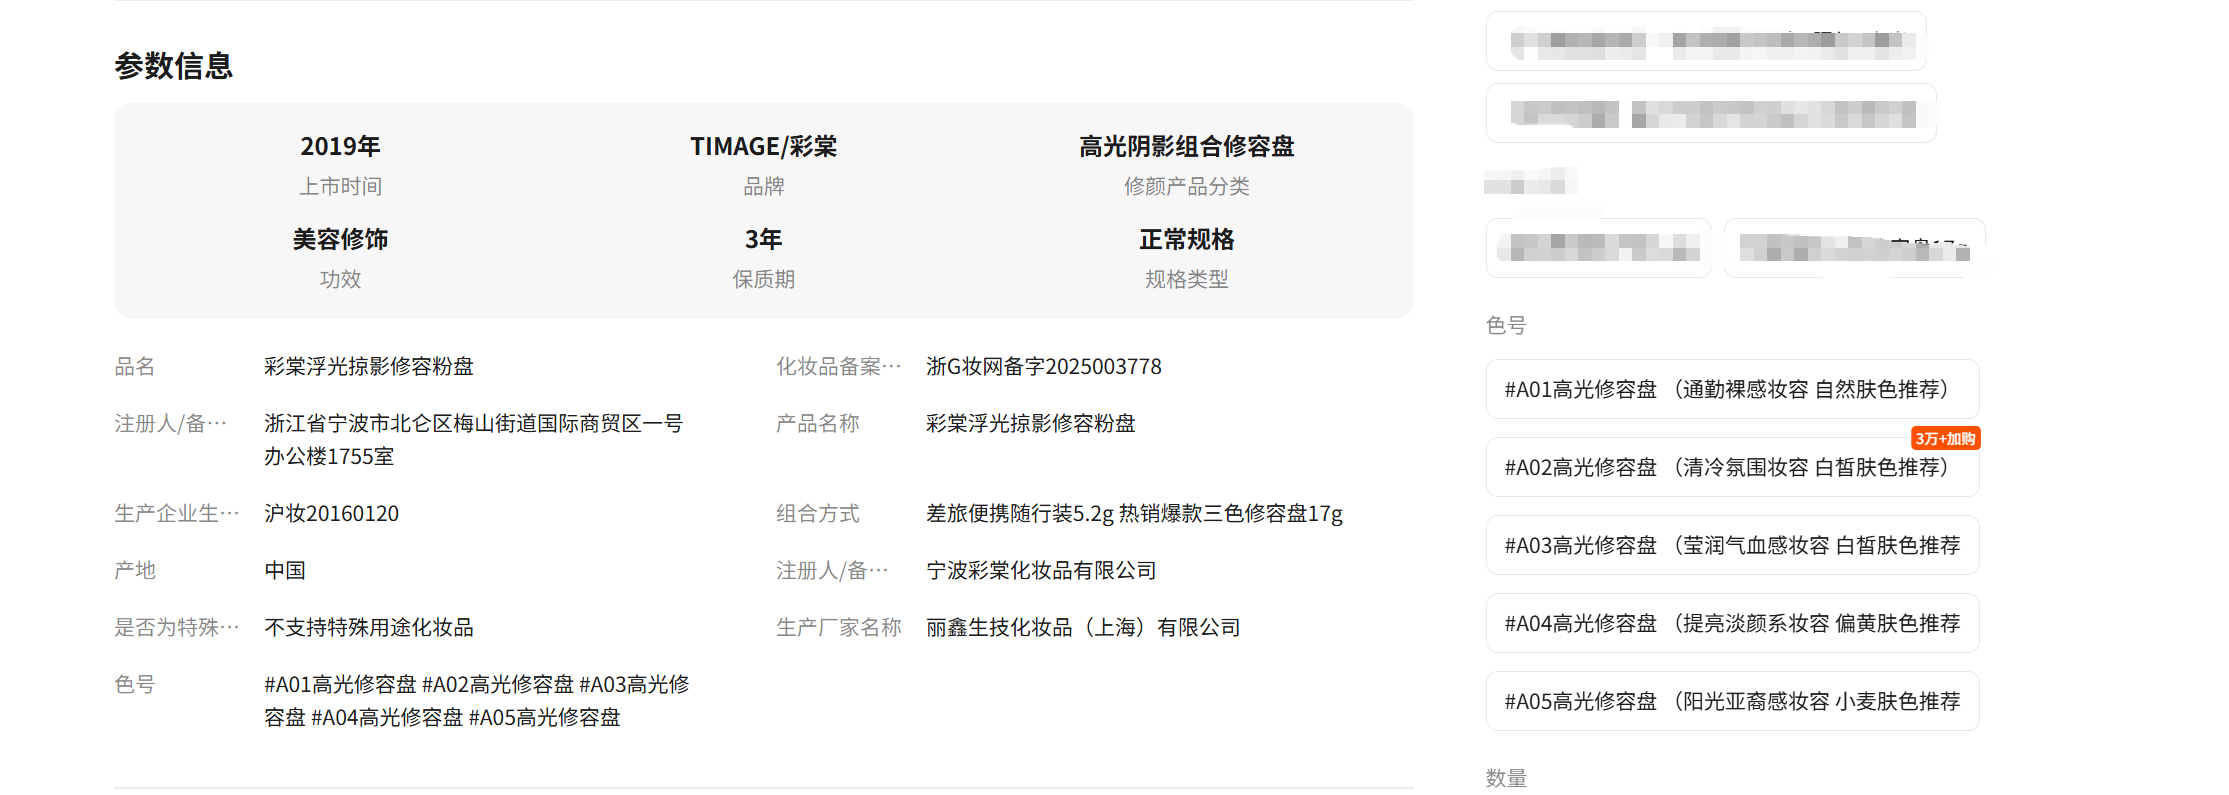 参数信息
2019年
上市时间
TIMAGE/彩棠
品牌
高光阴影组合修容盘
修颜产品分类
美容修饰
功效
3年
保质期
正常规格
规格类型
品名 彩棠浮光掠影修容粉盘
化妆品备案… 浙G妆网备字2025003778
注册人/备… 浙江省宁波市北仑区梅山街道国际商贸区一号
办公楼1755室
产品名称 彩棠浮光掠影修容粉盘
生产企业生… 沪妆20160120
组合方式 差旅便携随行装5.2g 热销爆款三色修容盘17g
产地 中国
注册人/备… 宁波彩棠化妆品有限公司
是否为特殊… 不支持特殊用途化妆品
生产厂家名称 丽鑫生技化妆品（上海）有限公司
色号 #A01高光修容盘 #A02高光修容盘 #A03高光修
容盘 #A04高光修容盘 #A05高光修容盘
色号
#A01高光修容盘 （通勤裸感妆容 自然肤色推荐）
3万+加购
#A02高光修容盘 （清冷氛围妆容 白皙肤色推荐）
#A03高光修容盘 （莹润气血感妆容 白皙肤色推荐
#A04高光修容盘 （提亮淡颜系妆容 偏黄肤色推荐
#A05高光修容盘 （阳光亚裔感妆容 小麦肤色推荐
数量